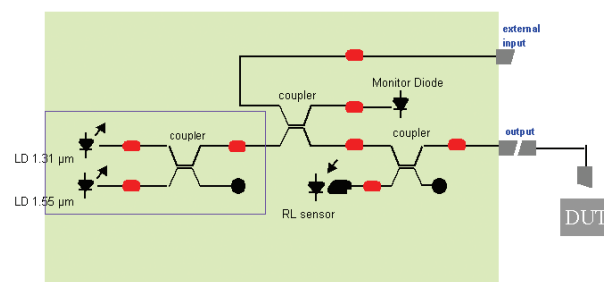 external
input
Monitor Diode
coupler
coupler
coupler
output
LD 1.31 µm
LD 1.55 µm
RL sensor
DUT